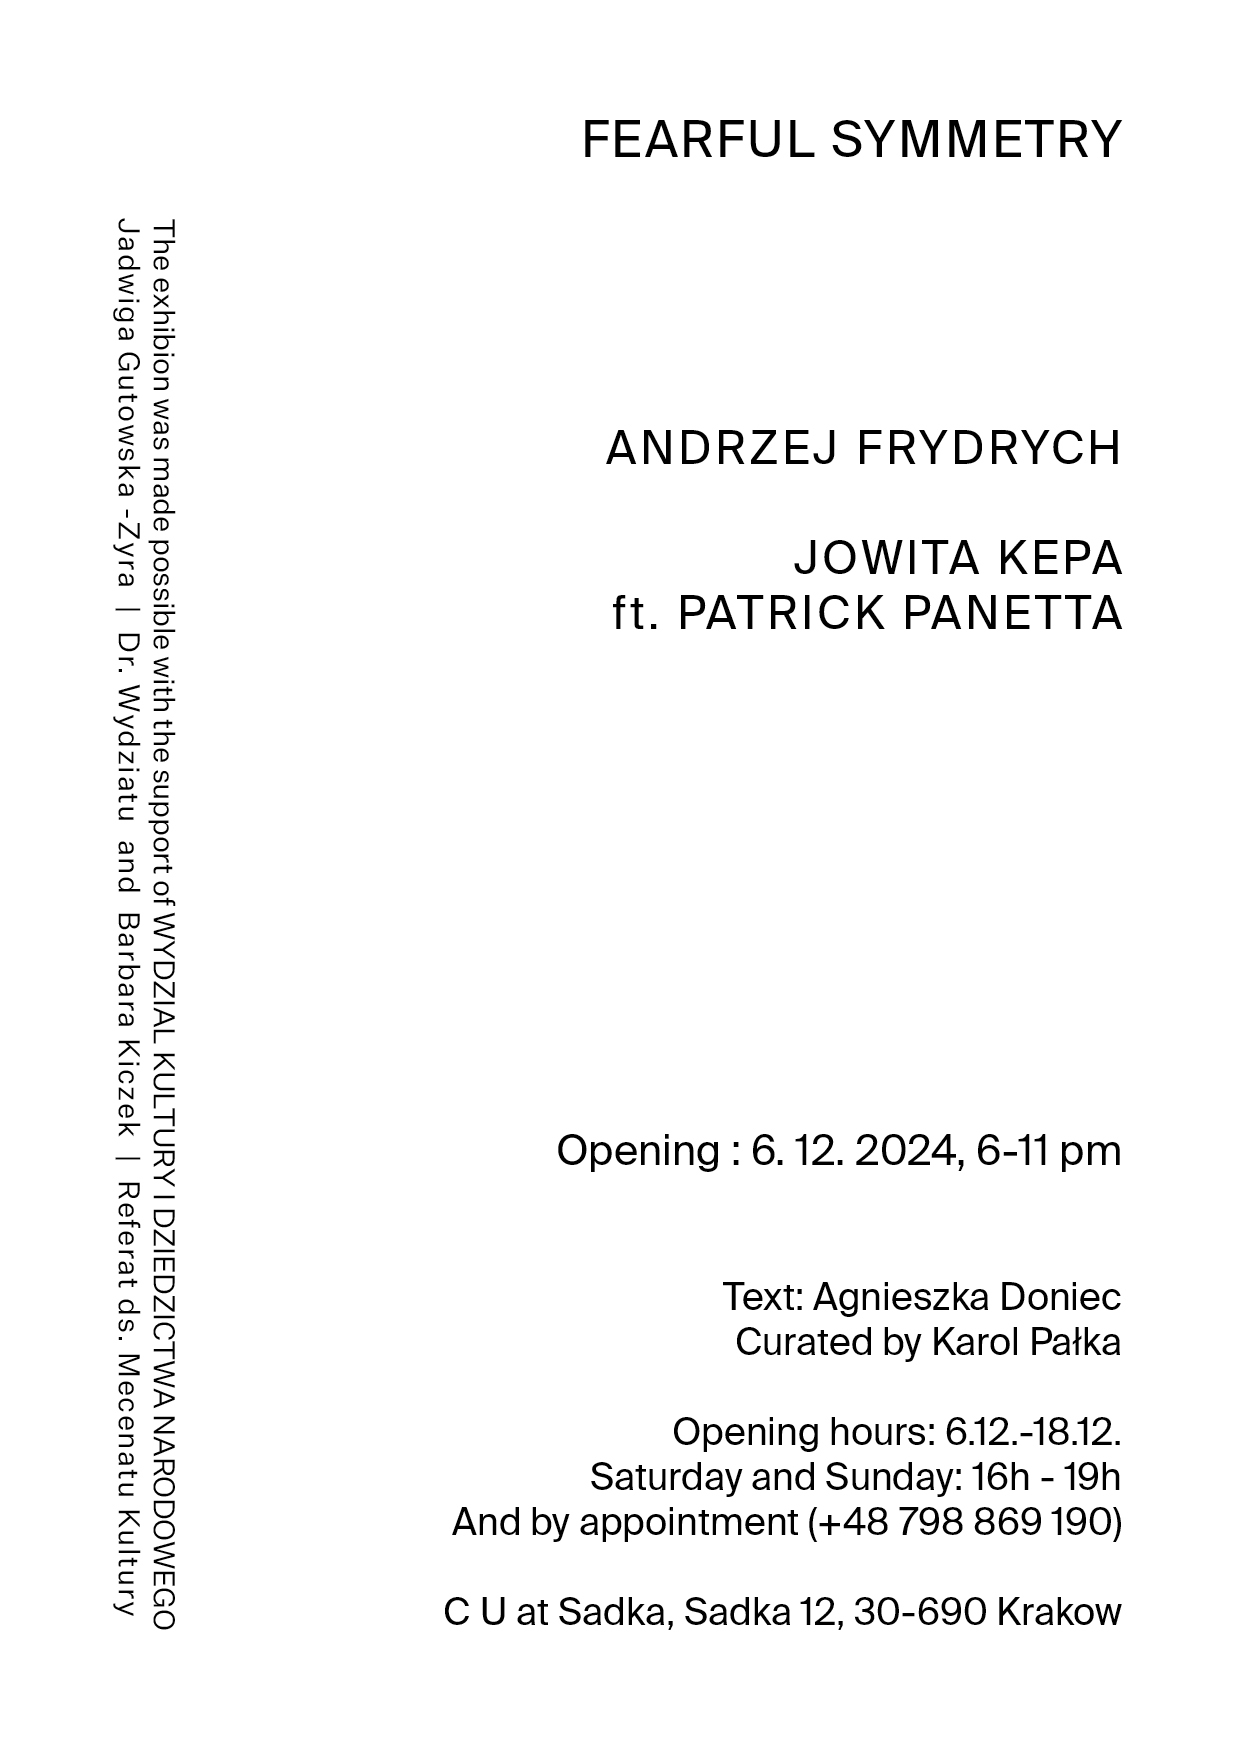 FEARFUL SYMMETRY
ANDRZEJ FRYDRYCH
JOWITA KEPA
ft. PATRICK PANETTA
Opening : 6. 12. 2024, 6-11 pm
Text: Agnieszka Doniec
Curated by Karol Pałka
Opening hours: 6.12.-18.12.
Saturday and Sunday: 16h - 19h
And by appointment (+48 798 869 190)
C U at Sadka, Sadka 12, 30-690 Krakow
The exhibion was made possible with the support of WYDZIAL KULTURY I DZIEDZICTWA NARODOWEGO
Jadwiga Gutowska -Zyra | Dr. Wydziatu and Barbara Kiczek | Referat ds. Mecenatu Kultury